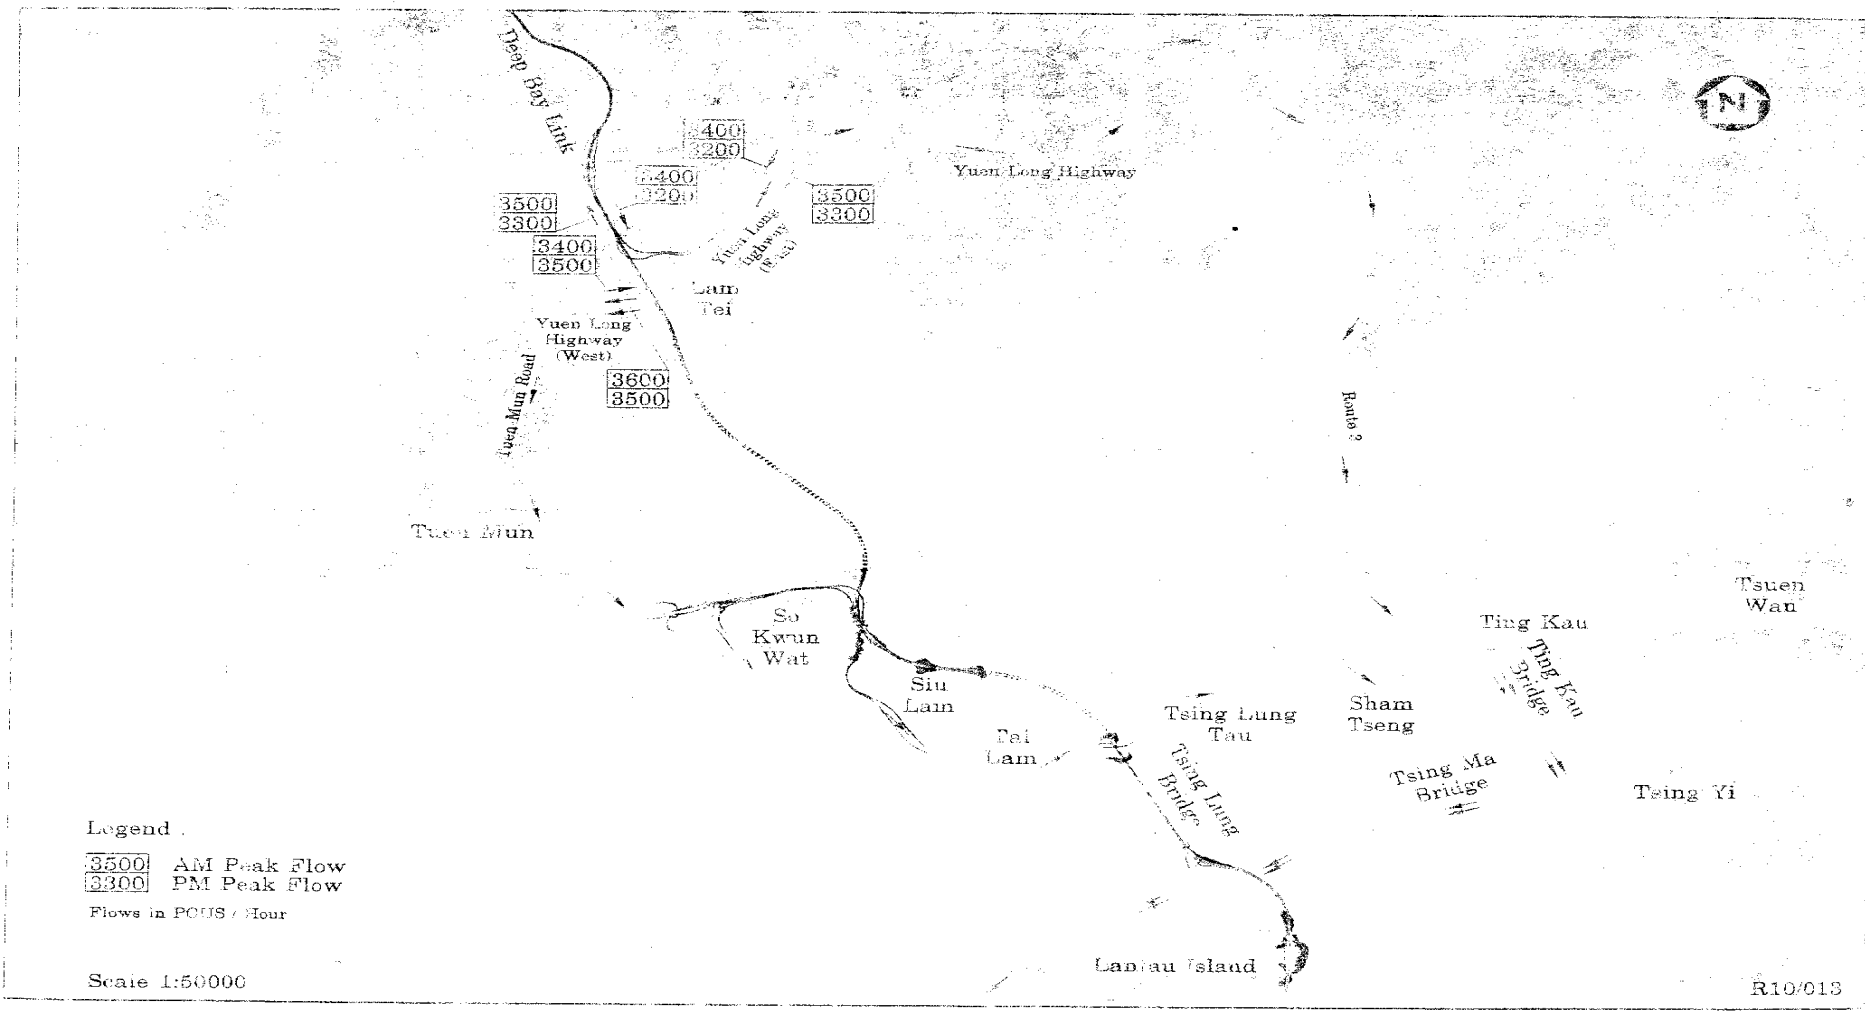 Deep Bay Link
N
3400
3200
3400
3200
Yuen Long Highway
3500
3300
3500
3300
3400
3500
Yuen Long
Highway
(East)
Lam
Tei
Yuen Long
Highway
(West)
3600
3500
Tuen Mun Road
Route 3
Tuen Mun
Tsuen
Wan
So
Kwun
Wat
Ting Kau
Ting Kau
Bridge
Siu
Lam
Sham
Tseng
Tsing Lung
Tau
Tai
Lam
Tsing Lung
Bridge
Tsing Ma
Bridge
Tsing Yi
Legend
3500 AM Peak Flow
3300 PM Peak Flow
Flows in PCUS / Hour
Lantau Island
Scale 1:50000
R10/013